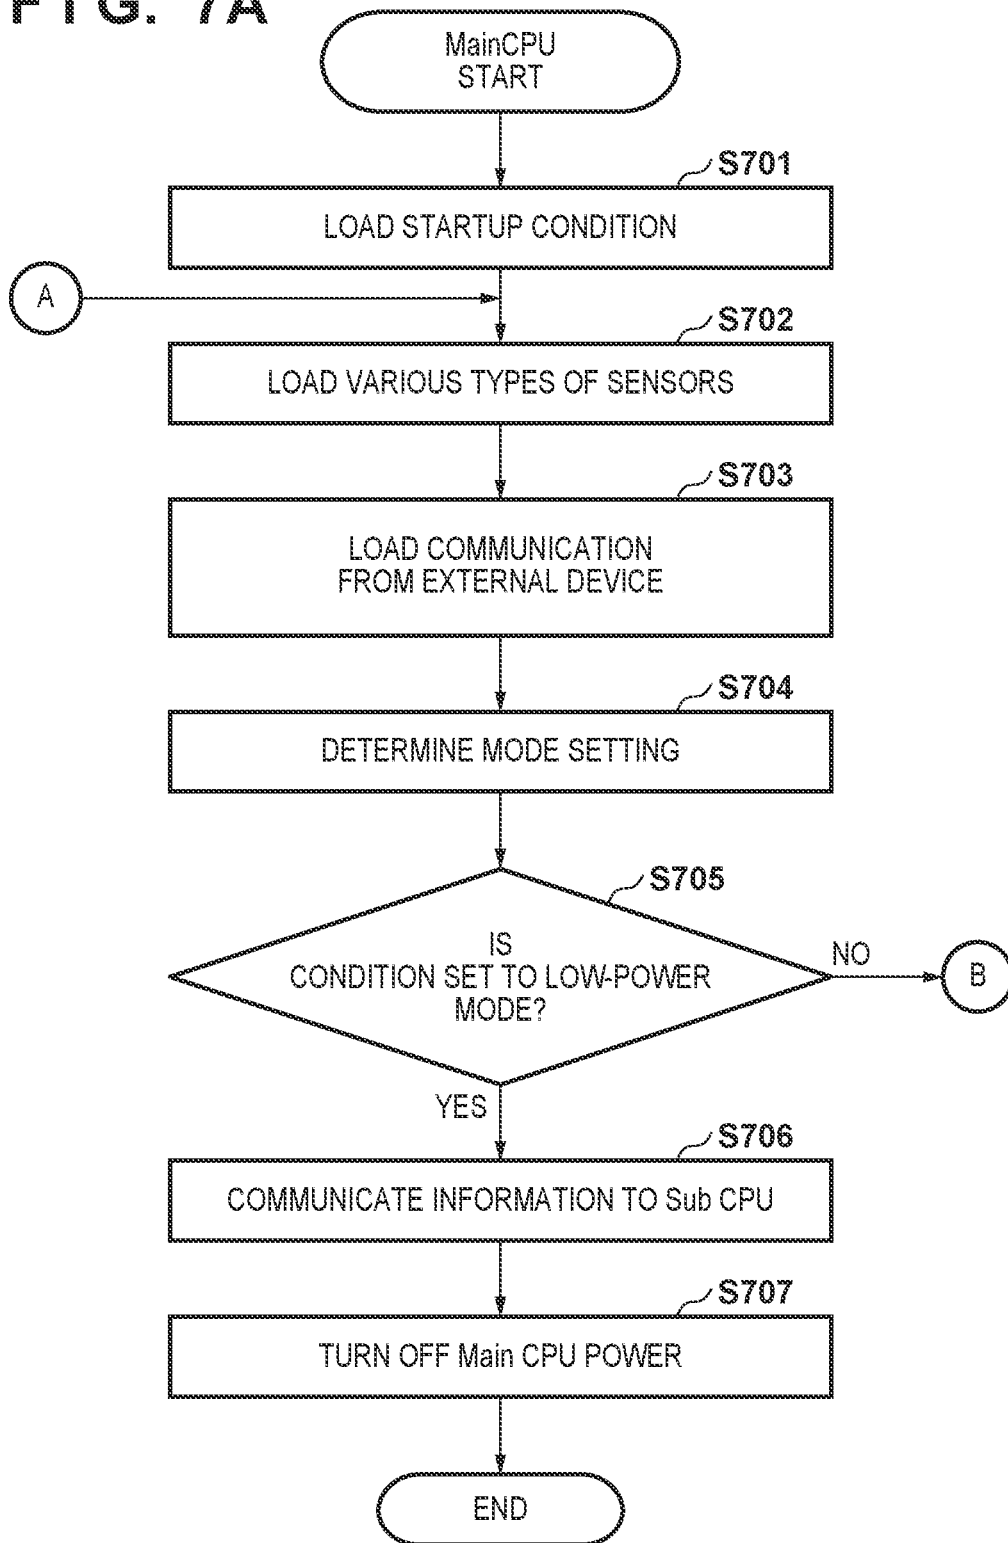 FIG. 7A
MainCPU
START
S701
LOAD STARTUP CONDITION
A
S702
LOAD VARIOUS TYPES OF SENSORS
S703
LOAD COMMUNICATION
FROM EXTERNAL DEVICE
S704
DETERMINE MODE SETTING
S705
IS
CONDITION SET TO LOW-POWER
MODE?
NO
B
YES
S706
COMMUNICATE INFORMATION TO Sub CPU
S707
TURN OFF Main CPU POWER
END